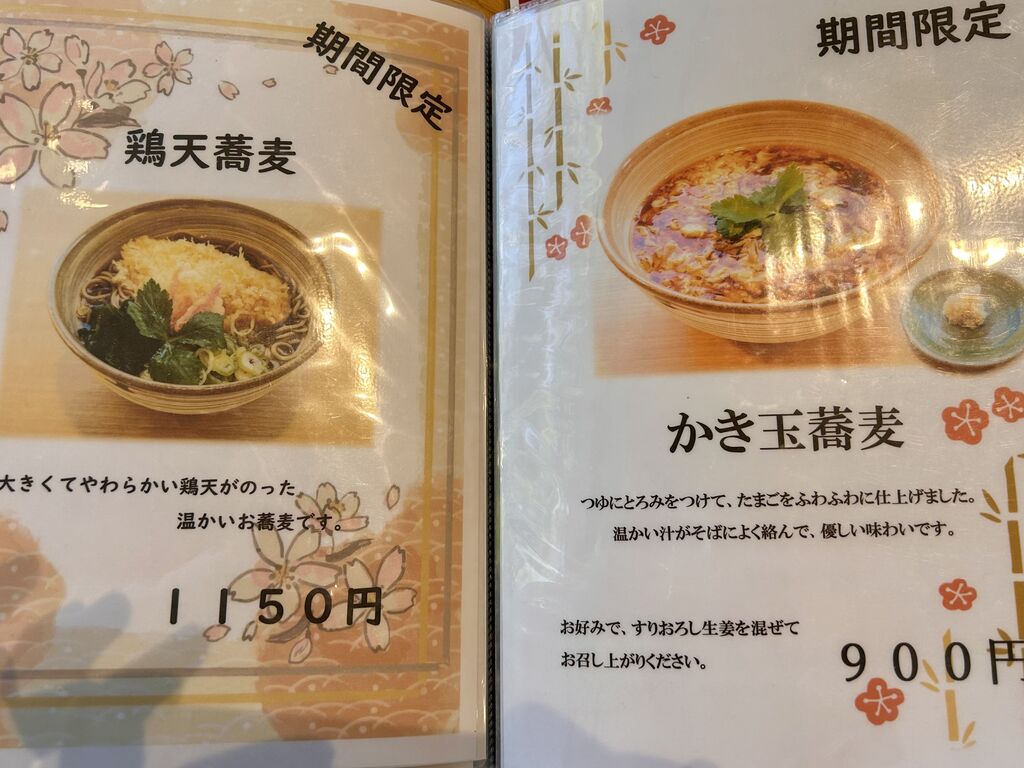 期間限定
鶏天蕎麦
大きくてやわらかい鶏天がのった
温かいお蕎麦です。
1150円
期間限定
かき玉蕎麦
つゆにとろみをつけて、たまごをふわふわに仕上げました。
温かい汁がそばによく絡んで、優しい味わいです。
お好みで、すりおろし生姜を混ぜて
お召し上がりください。
900円